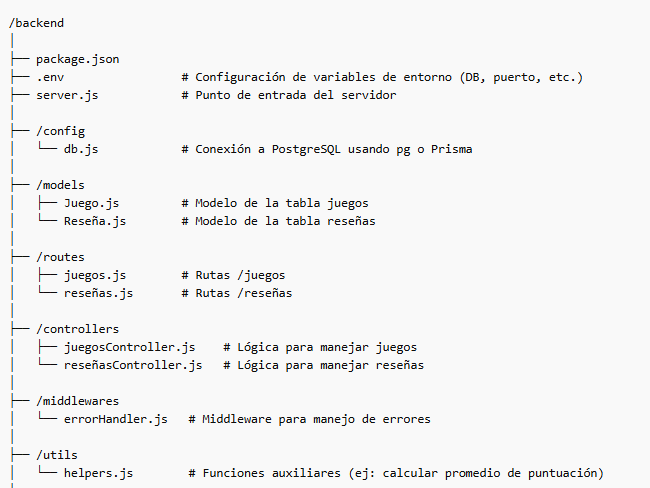 /backend
│
├── package.json
├── .env                 # Configuración de variables de entorno (DB, puerto, etc.)
├── server.js            # Punto de entrada del servidor
│
├── /config
│   └── db.js            # Conexión a PostgreSQL usando pg o Prisma
│
├── /models
│   ├── Juego.js         # Modelo de la tabla juegos
│   └── Reseña.js        # Modelo de la tabla reseñas
│
├── /routes
│   ├── juegos.js        # Rutas /juegos
│   └── reseñas.js       # Rutas /reseñas
│
├── /controllers
│   ├── juegosController.js    # Lógica para manejar juegos
│   └── reseñasController.js   # Lógica para manejar reseñas
│
├── /middlewares
│   └── errorHandler.js   # Middleware para manejo de errores
│
├── /utils
│   └── helpers.js        # Funciones auxiliares (ej: calcular promedio de puntuación)
│